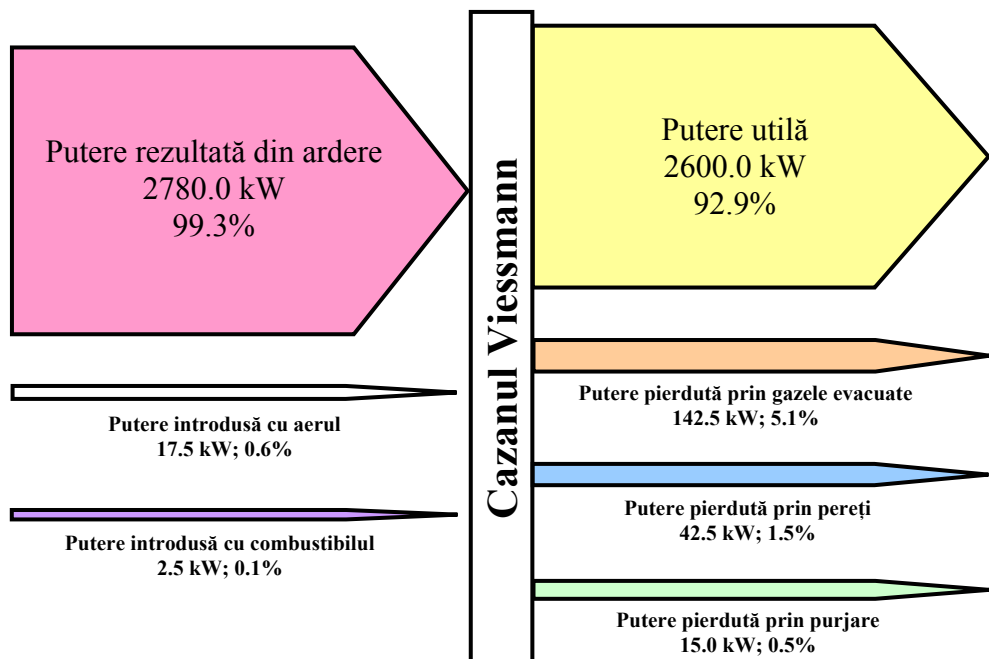 Putere rezultată din ardere
2780.0 kW
99.3%
Putere introdusă cu aerul
17.5 kW; 0.6%
Putere introdusă cu combustibilul
2.5 kW; 0.1%
Cazanul Viessmann
Putere utilă
2600.0 kW
92.9%
Putere pierdută prin gazele evacuate
142.5 kW; 5.1%
Putere pierdută prin pereți
42.5 kW; 1.5%
Putere pierdută prin purjare
15.0 kW; 0.5%